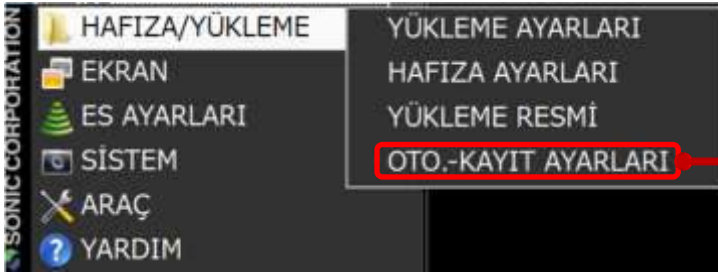 HAFIZA/YÜKLEME
EKRAN
ES AYARLARI
SİSTEM
ARAÇ
YARDIM
YÜKLEME AYARLARI
HAFIZA AYARLARI
YÜKLEME RESMİ
OTO.-KAYIT AYARLARI
SONIC CORPORATION